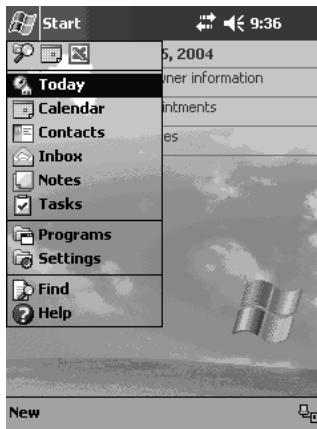 Start 9:36
5, 2004
Today
wner information
Calendar
intments
Contacts
es
Inbox
Notes
Tasks
Programs
Settings
Find
Help
New